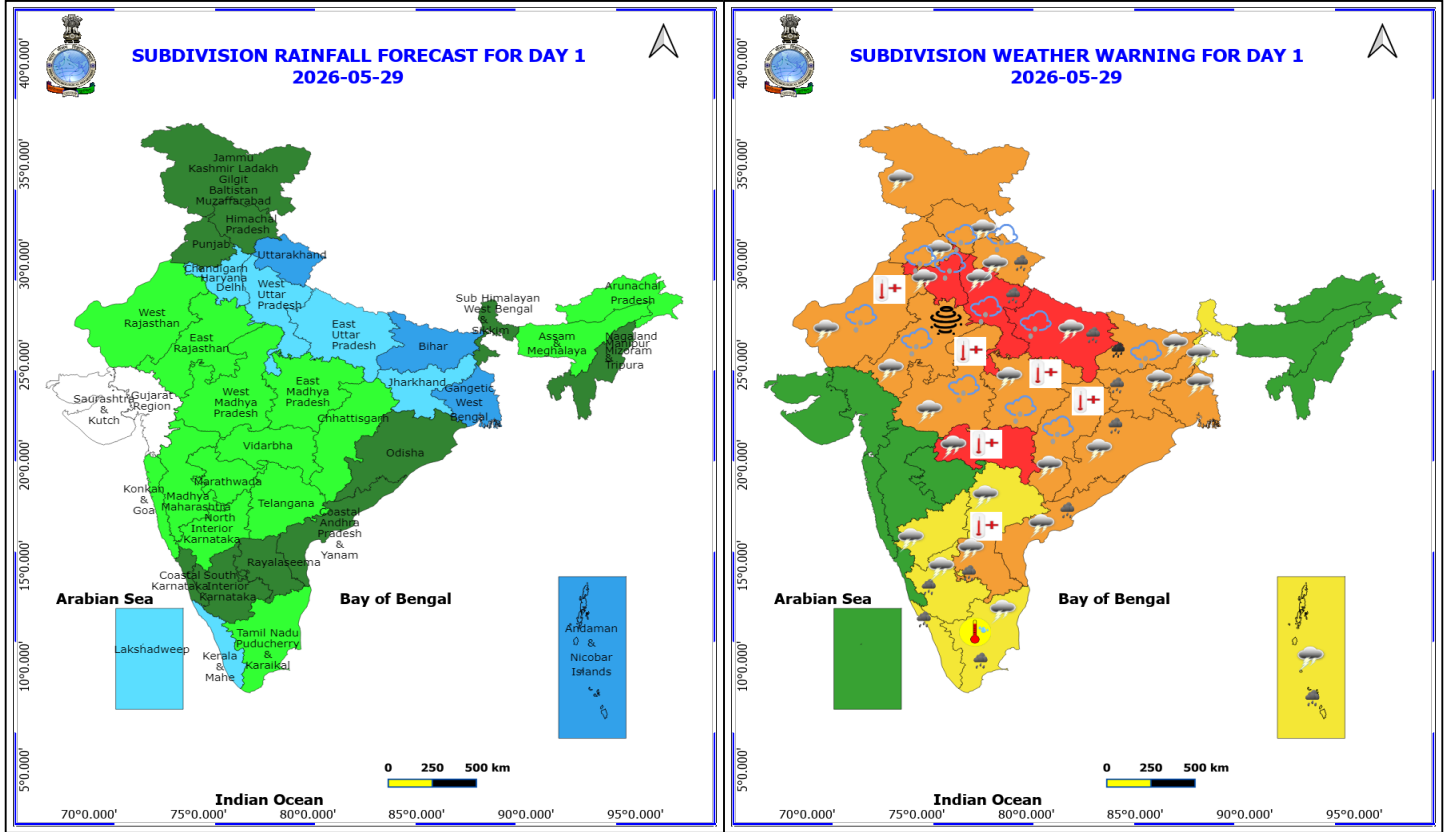 SUBDIVISION RAINFALL FORECAST FOR DAY 1
2026-05-29
40°0.000'
35°0.000'
30°0.000'
25°0.000'
20°0.000'
15°0.000'
10°0.000'
5°0.000'
Jammu
Kashmir Ladakh
Gilgit
Baltistan
Muzaffarabad
Himachal
Pradesh
Punjab
Uttarakhand
Chandigarh
Haryana
Delhi
West
Uttar
Pradesh
East
Uttar
Pradesh
West
Rajasthan
East
Rajasthan
Bihar
Sub Himalayan
West Bengal
&
Sikkim
Arunachal
Pradesh
Assam
&
Meghalaya
Nagaland
Manipur
Mizoram
&
Tripura
Jharkhand
Gangetic
West
Bengal
Saurashtra
&
Kutch
Gujarat
Region
West
Madhya
Pradesh
East
Madhya
Pradesh
Chhattisgarh
Vidarbha
Odisha
Konkan
&
Goa
Marathwada
Madhya
Maharashtra
Telangana
North
Interior
Karnataka
Coastal
Andhra
Pradesh
&
Yanam
Rayalaseema
Coastal
Karnataka
South
Interior
Karnataka
Arabian Sea
Bay of Bengal
Lakshadweep
Kerala
&
Mahe
Tamil Nadu
Puducherry
&
Karaikal
Andaman
&
Nicobar
Islands
0 250 500 km
Indian Ocean
70°0.000' 75°0.000' 80°0.000' 85°0.000' 90°0.000' 95°0.000'
SUBDIVISION WEATHER WARNING FOR DAY 1
2026-05-29
40°0.000'
35°0.000'
30°0.000'
25°0.000'
20°0.000'
15°0.000'
10°0.000'
5°0.000'
Arabian Sea
Bay of Bengal
0 250 500 km
Indian Ocean
70°0.000' 75°0.000' 80°0.000' 85°0.000' 90°0.000' 95°0.000'